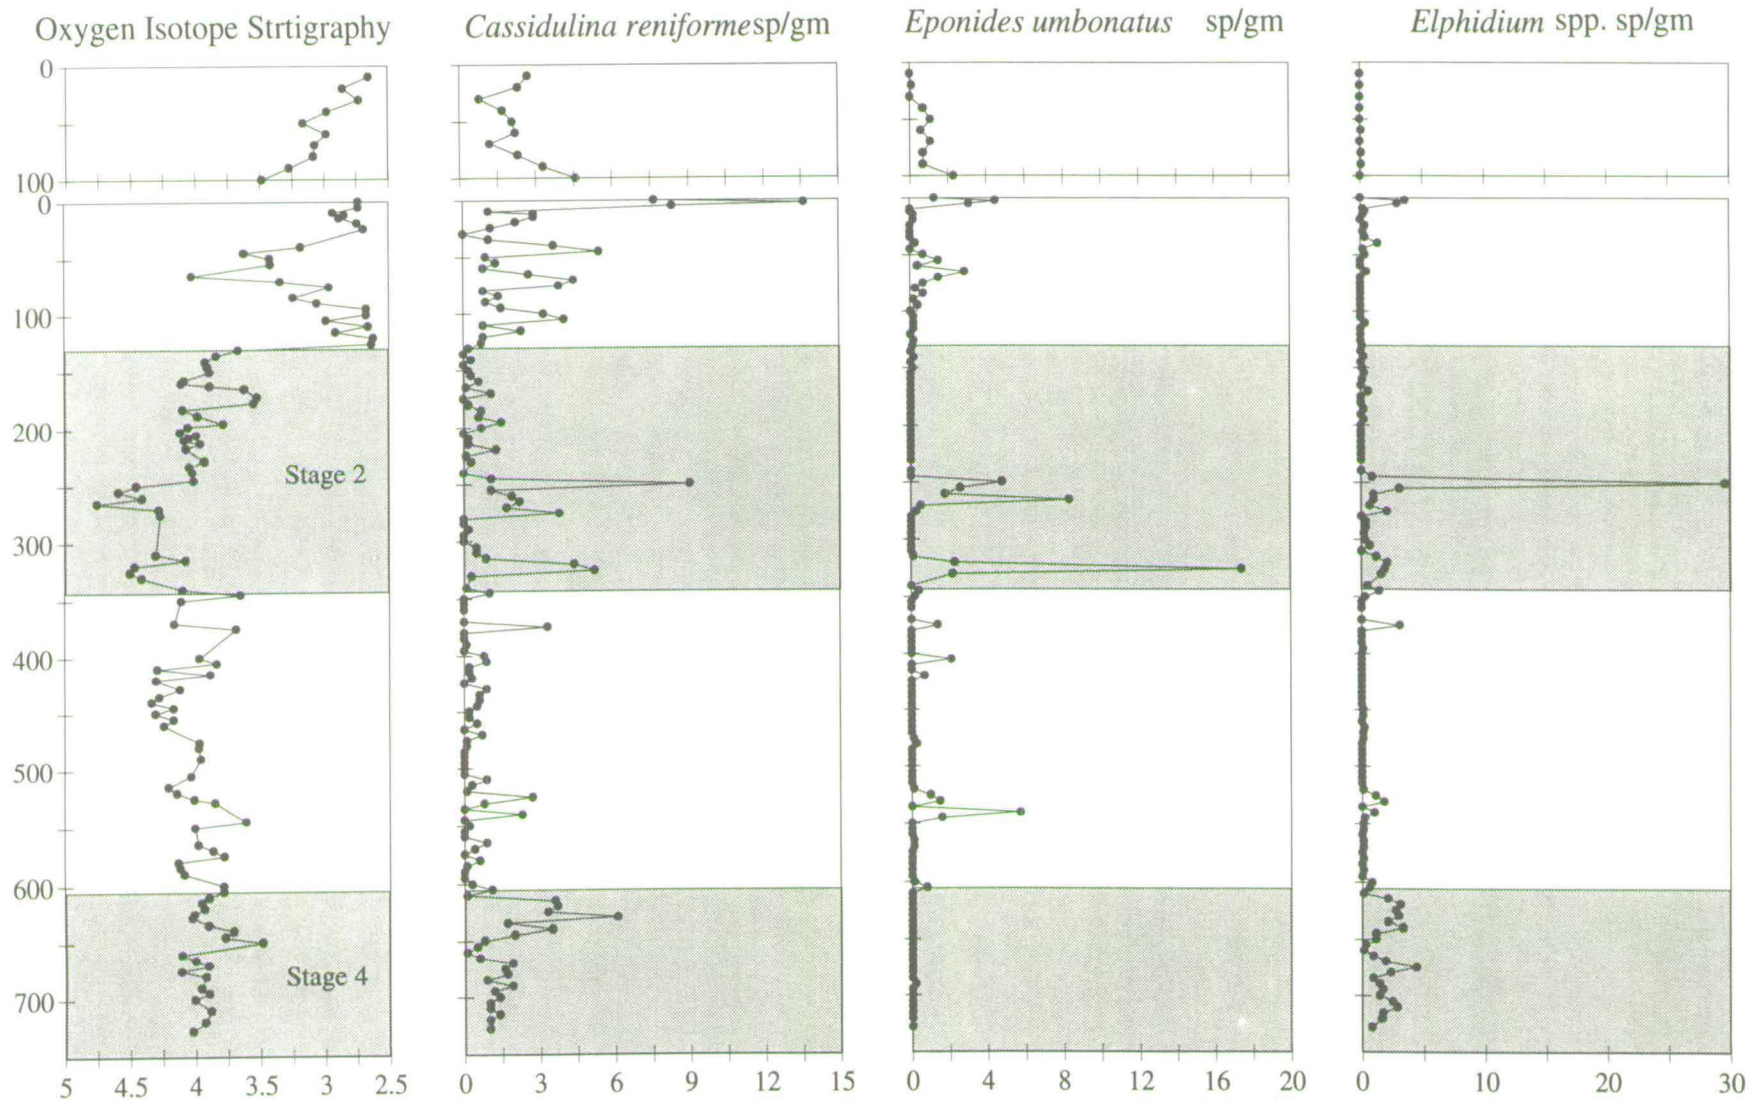 Oxygen Isotope Strtigraphy
Cassidulina reniforme sp/gm
Eponides umbonatus sp/gm
Elphidium spp. sp/gm
0
100
0
100
200
300
400
500
600
700
Stage 2
Stage 4
5 4.5 4 3.5 3 2.5
0 3 6 9 12 15
0 4 8 12 16 20
0 10 20 30